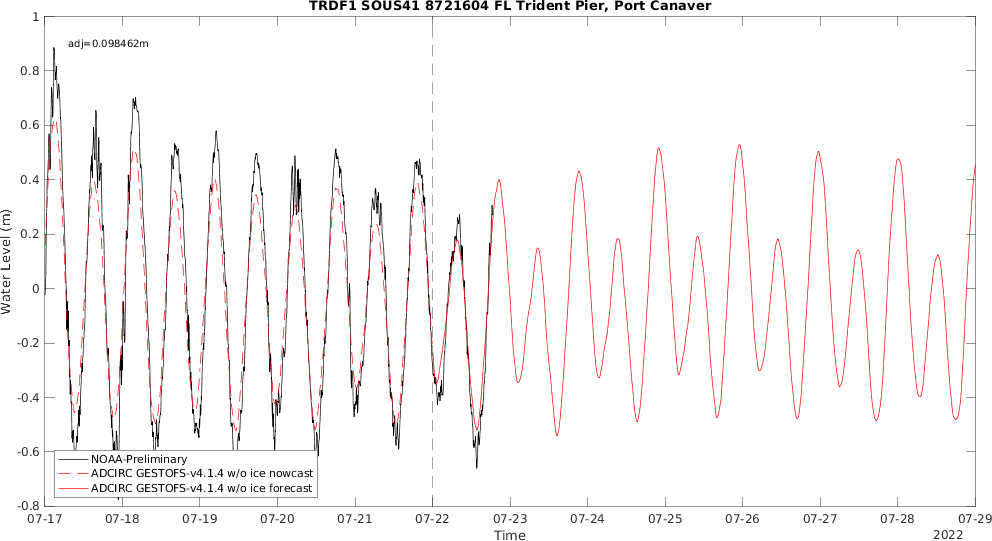 TRDF1 SOUS41 8721604 FL Trident Pier, Port Canaver
adj=0.098462m
1
0.8
0.6
0.4
0.2
0
-0.2
-0.4
-0.6
-0.8
Water Level (m)
NOAA-Preliminary
ADCIRC GESTOFS-v4.1.4 w/o ice nowcast
ADCIRC GESTOFS-v4.1.4 w/o ice forecast
07-17 07-18 07-19 07-20 07-21 07-22 07-23 07-24 07-25 07-26 07-27 07-28 07-29
Time
2022